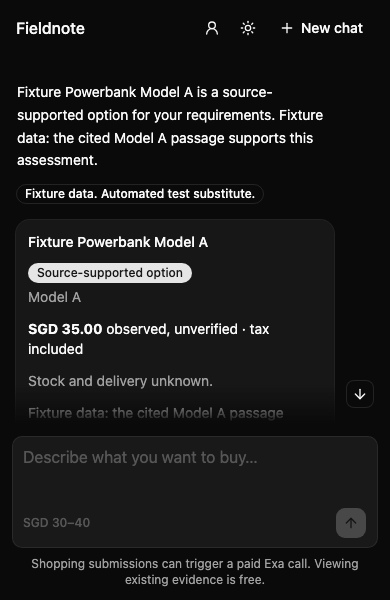 Fieldnote
New chat
Fixture Powerbank Model A is a source-
supported option for your requirements. Fixture
data: the cited Model A passage supports this
assessment.
Fixture data. Automated test substitute.
Fixture Powerbank Model A
Source-supported option
Model A
SGD 35.00 observed, unverified · tax
included
Stock and delivery unknown.
Fixture data: the cited Model A passage
Describe what you want to buy...
SGD 30–40
Shopping submissions can trigger a paid Exa call. Viewing
existing evidence is free.